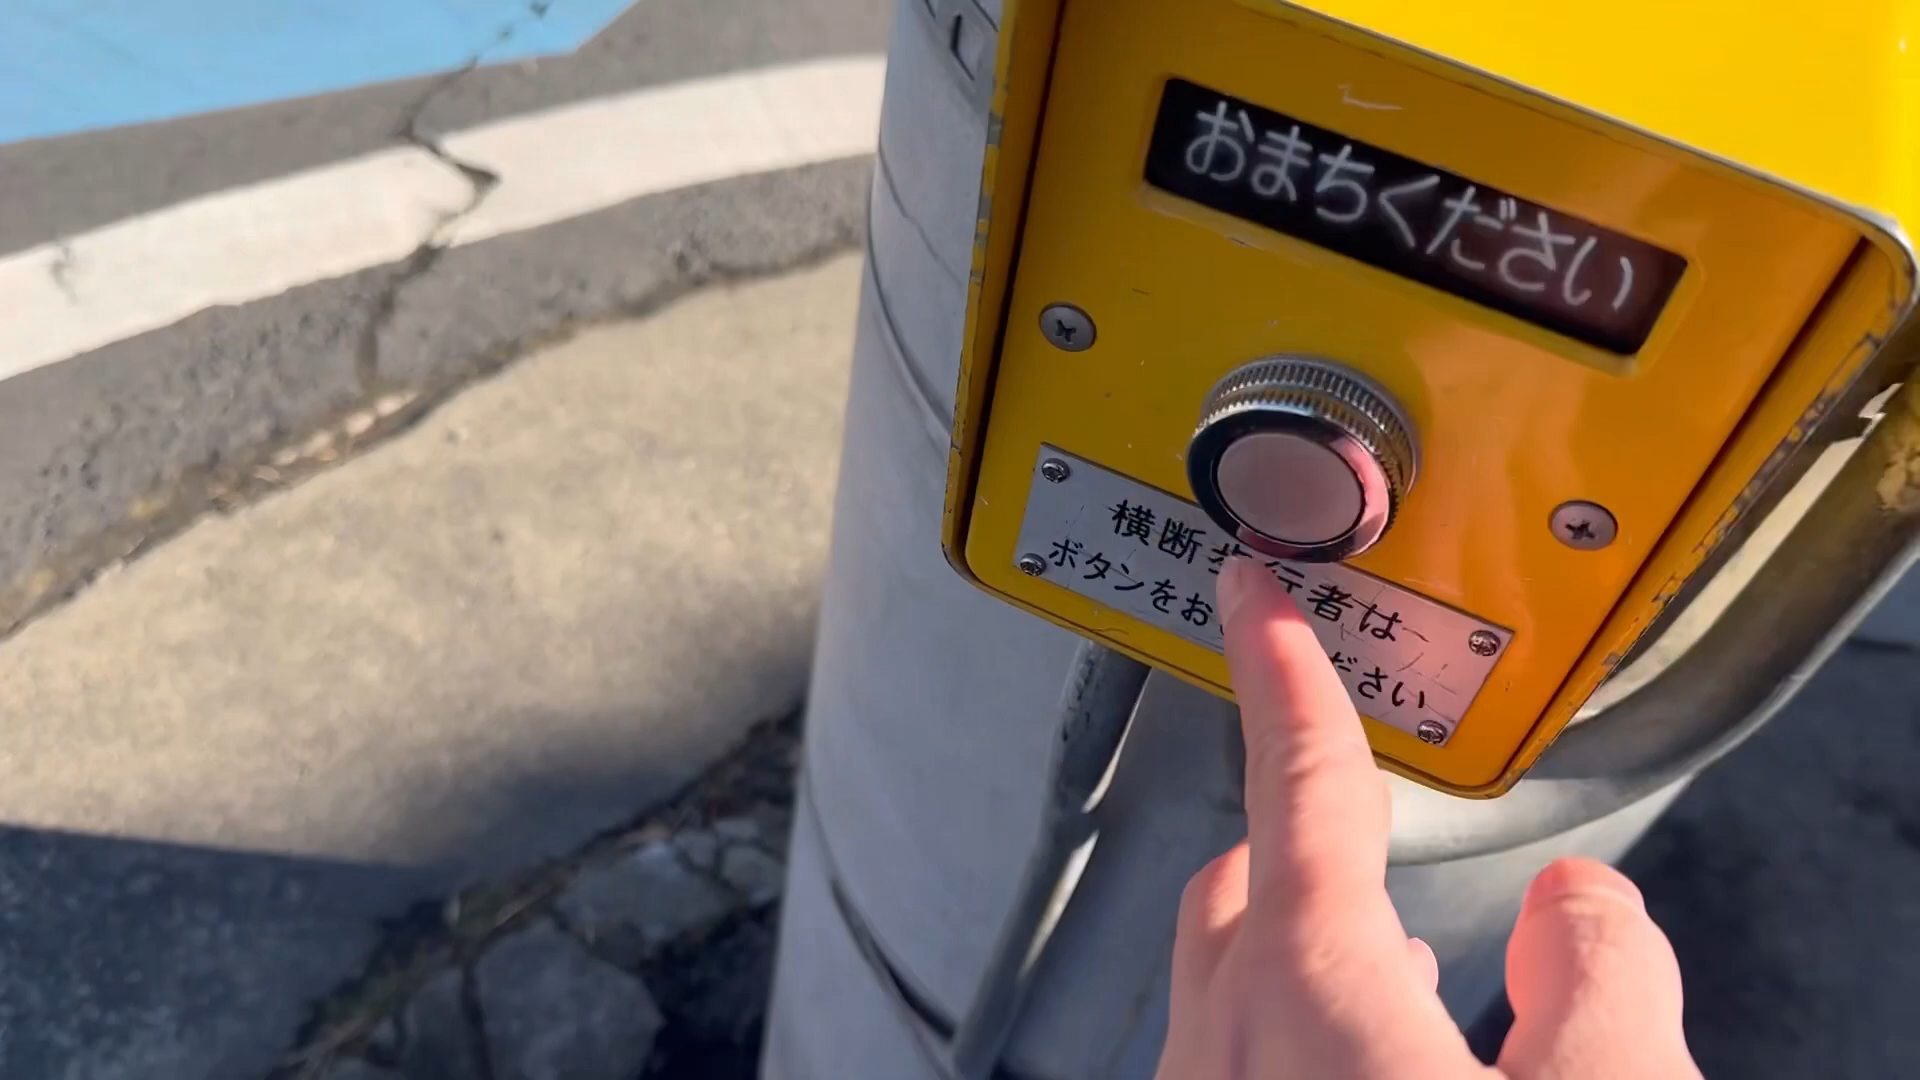 おまちください
横断歩行者は
ボタンをお ださい